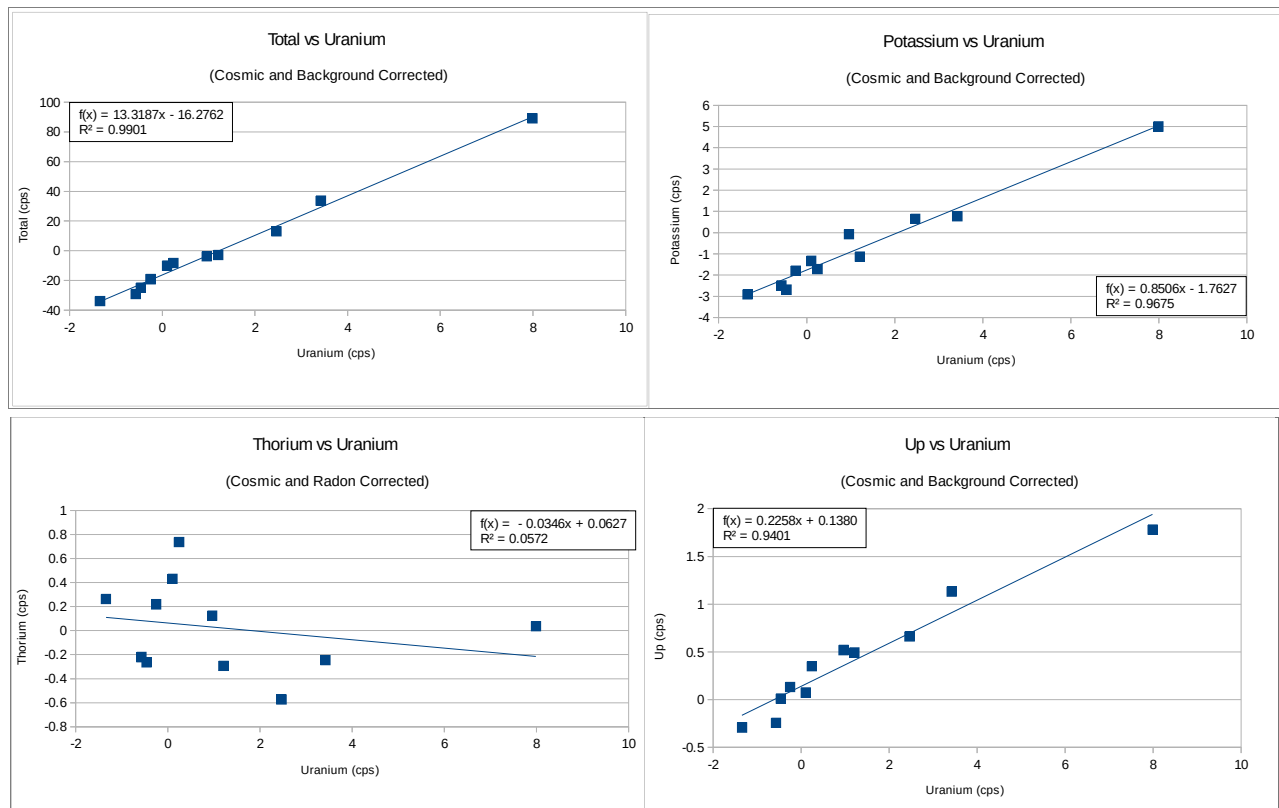 Total vs Uranium
(Cosmic and Background Corrected)
f(x) = 13.3187x - 16.2762
R² = 0.9901
100
80
60
40
20
0
-20
-40
Total (cps)
-2 0 2 4 6 8 10
Uranium (cps)
Potassium vs Uranium
(Cosmic and Background Corrected)
6
5
4
3
2
1
0
-1
-2
-3
-4
Potassium (cps)
f(x) = 0.8506x - 1.7627
R² = 0.9675
-2 0 2 4 6 8 10
Uranium (cps)
Thorium vs Uranium
(Cosmic and Radon Corrected)
f(x) = - 0.0346x + 0.0627
R² = 0.0572
1
0.8
0.6
0.4
0.2
0
-0.2
-0.4
-0.6
-0.8
Thorium (cps)
-2 0 2 4 6 8 10
Uranium (cps)
Up vs Uranium
(Cosmic and Background Corrected)
f(x) = 0.2258x + 0.1380
R² = 0.9401
2
1.5
1
0.5
0
-0.5
Up (cps)
-2 0 2 4 6 8 10
Uranium (cps)